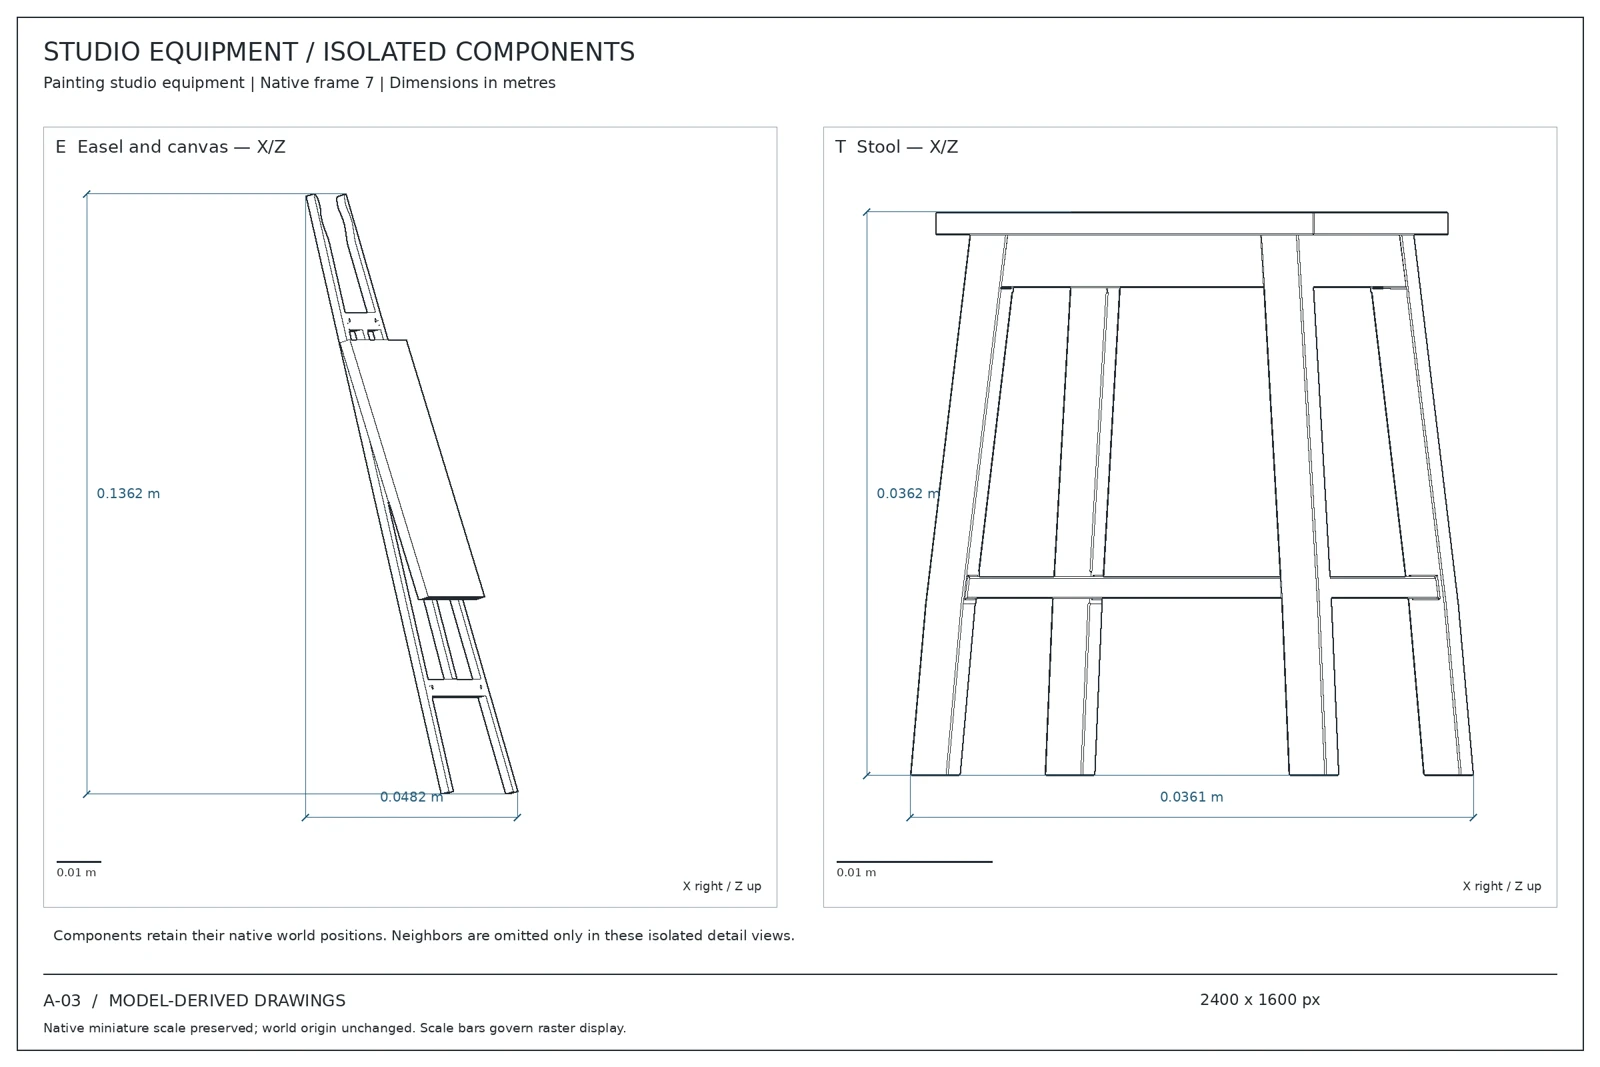 STUDIO EQUIPMENT / ISOLATED COMPONENTS
Painting studio equipment | Native frame 7 | Dimensions in metres
E  Easel and canvas — X/Z
0.1362 m
0.0482 m
0.01 m
X right / Z up
T  Stool — X/Z
0.0362 m
0.0361 m
0.01 m
X right / Z up
Components retain their native world positions. Neighbors are omitted only in these isolated detail views.
A-03  /  MODEL-DERIVED DRAWINGS
2400 x 1600 px
Native miniature scale preserved; world origin unchanged. Scale bars govern raster display.